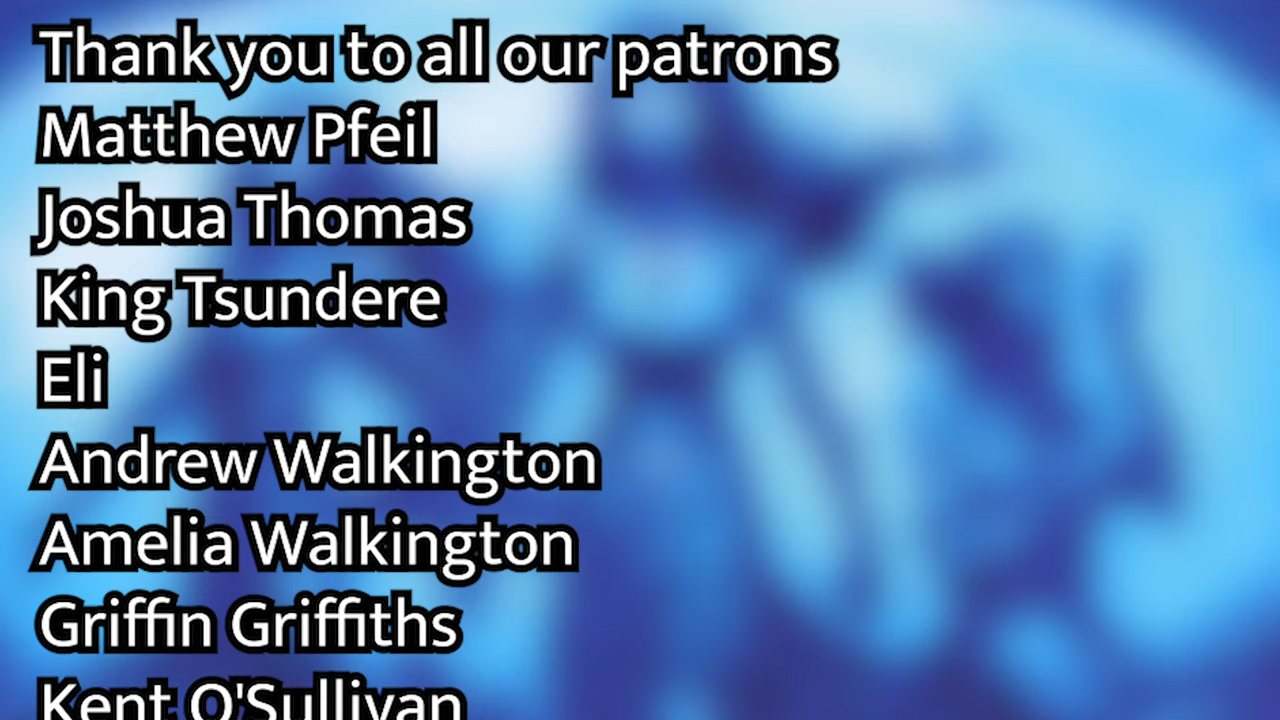 Thank you to all our patrons
Matthew Pfeil
Joshua Thomas
King Tsundere
Eli
Andrew Walkington
Amelia Walkington
Griffin Griffiths
Kent O'Sullivan